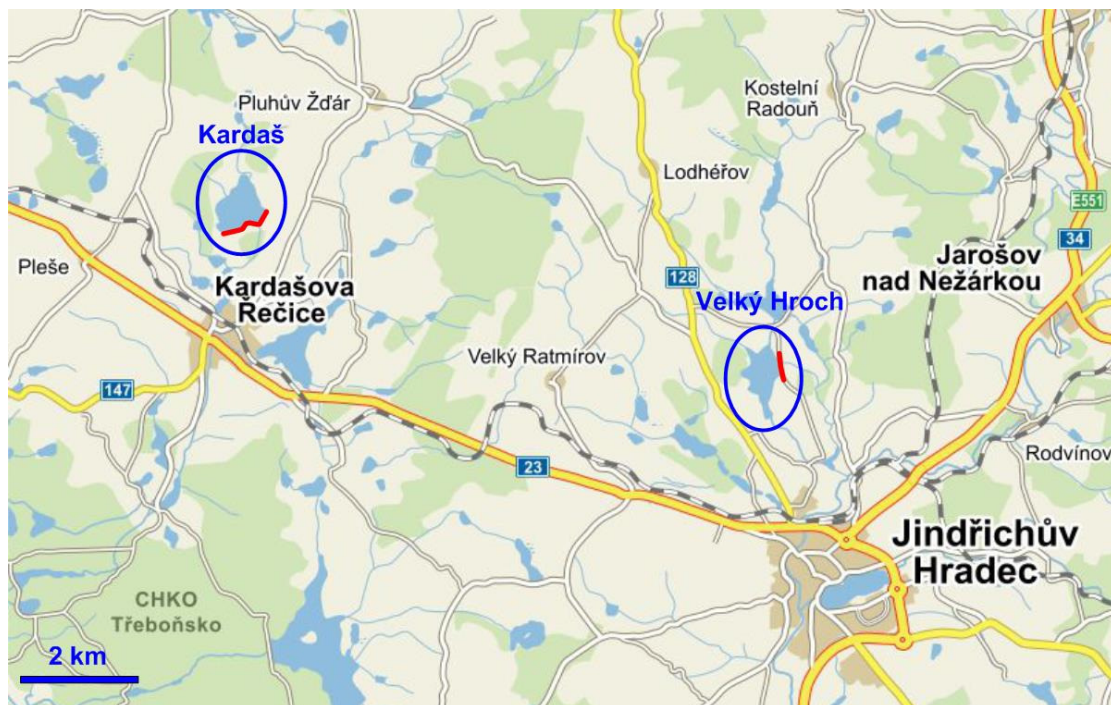 Pluhův Žďár
Kostelní
Radouň
Kardaš
Lodhéřov
E551
34
Pleše
Kardašova
Řečice
128
Jarošov
nad Nežárkou
Velký Hroch
Velký Ratmírov
147
23
Rodvínov
Jindřichův
Hradec
CHKO
Třeboňsko
2 km